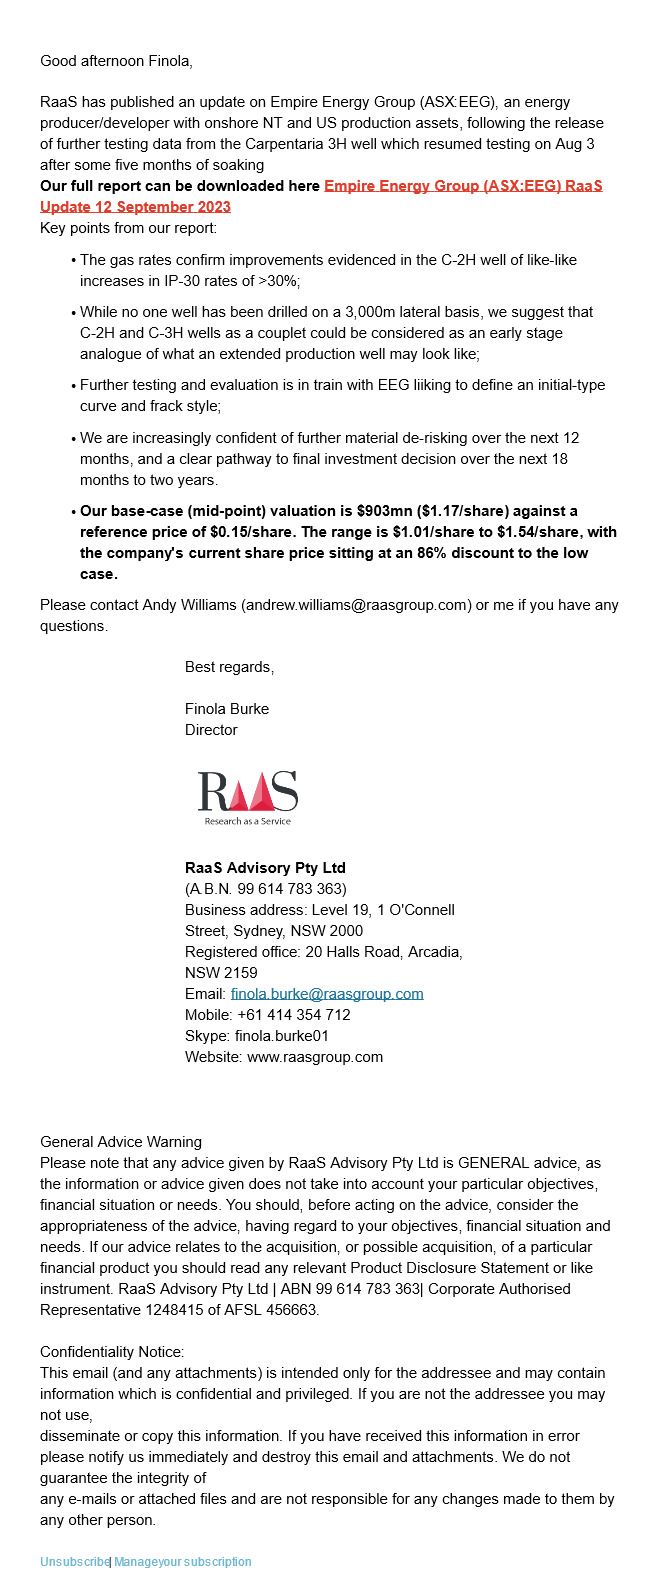 Good afternoon Finola,
RaaS has published an update on Empire Energy Group (ASX:EEG), an energy
producer/developer with onshore NT and US production assets, following the release
of further testing data from the Carpentaria 3H well which resumed testing on Aug 3
after some five months of soaking
Our full report can be downloaded here Empire Energy Group (ASX:EEG) RaaS
Update 12 September 2023
Key points from our report:
• The gas rates confirm improvements evidenced in the C-2H well of like-like
increases in IP-30 rates of >30%;
• While no one well has been drilled on a 3,000m lateral basis, we suggest that
C-2H and C-3H wells as a couplet could be considered as an early stage
analogue of what an extended production well may look like;
• Further testing and evaluation is in train with EEG liiking to define an initial-type
curve and frack style;
• We are increasingly confident of further material de-risking over the next 12
months, and a clear pathway to final investment decision over the next 18
months to two years.
• Our base-case (mid-point) valuation is $903mn ($1.17/share) against a
reference price of $0.15/share. The range is $1.01/share to $1.54/share, with
the company's current share price sitting at an 86% discount to the low
case.
Please contact Andy Williams (andrew.williams@raasgroup.com) or me if you have any
questions.
Best regards,
Finola Burke
Director
RaaS
Research as a Service
RaaS Advisory Pty Ltd
(A.B.N. 99 614 783 363)
Business address: Level 19, 1 O'Connell
Street, Sydney, NSW 2000
Registered office: 20 Halls Road, Arcadia,
NSW 2159
Email: finola.burke@raasgroup.com
Mobile: +61 414 354 712
Skype: finola.burke01
Website: www.raasgroup.com
General Advice Warning
Please note that any advice given by RaaS Advisory Pty Ltd is GENERAL advice, as
the information or advice given does not take into account your particular objectives,
financial situation or needs. You should, before acting on the advice, consider the
appropriateness of the advice, having regard to your objectives, financial situation and
needs. If our advice relates to the acquisition, or possible acquisition, of a particular
financial product you should read any relevant Product Disclosure Statement or like
instrument. RaaS Advisory Pty Ltd | ABN 99 614 783 363| Corporate Authorised
Representative 1248415 of AFSL 456663.
Confidentiality Notice:
This email (and any attachments) is intended only for the addressee and may contain
information which is confidential and privileged. If you are not the addressee you may
not use,
disseminate or copy this information. If you have received this information in error
please notify us immediately and destroy this email and attachments. We do not
guarantee the integrity of
any e-mails or attached files and are not responsible for any changes made to them by
any other person.
Unsubscribe| Manageyour subscription